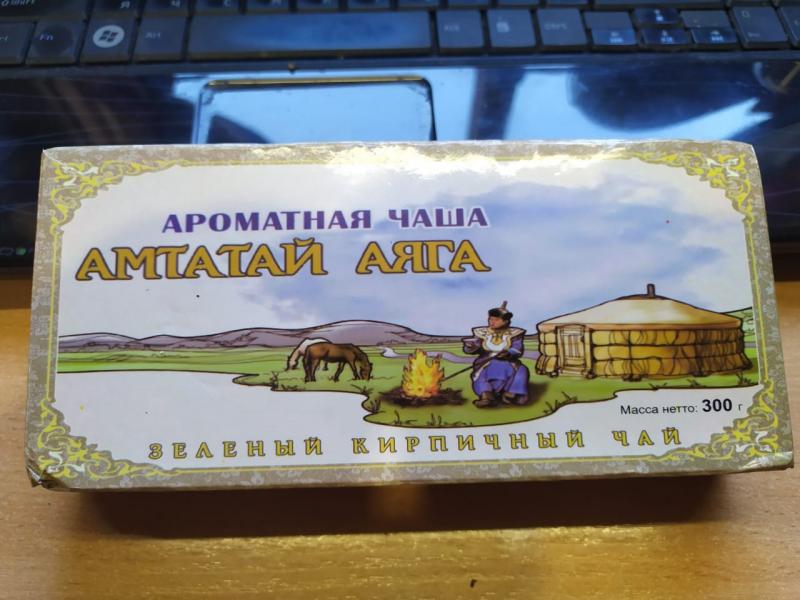 АРОМАТНАЯ ЧАША
АМТАТАЙ АЯГА
Масса нетто: 300 г
ЗЕЛЕНЫЙ КИРПИЧНЫЙ ЧАЙ